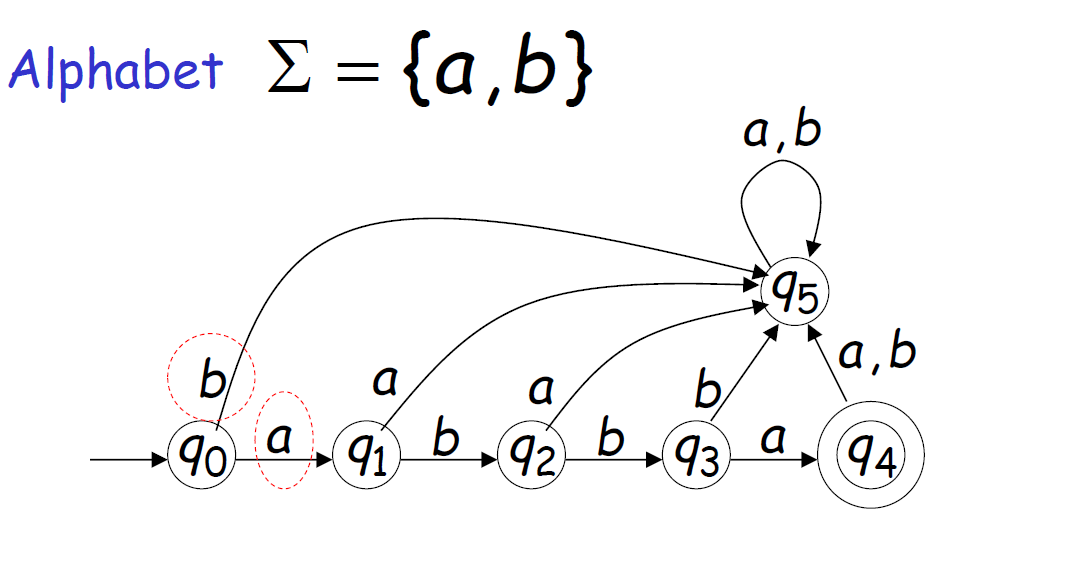 Alphabet Σ = {a,b}
a,b
q5
b a a b a,b
q0 a q1 b q2 b q3 a q4